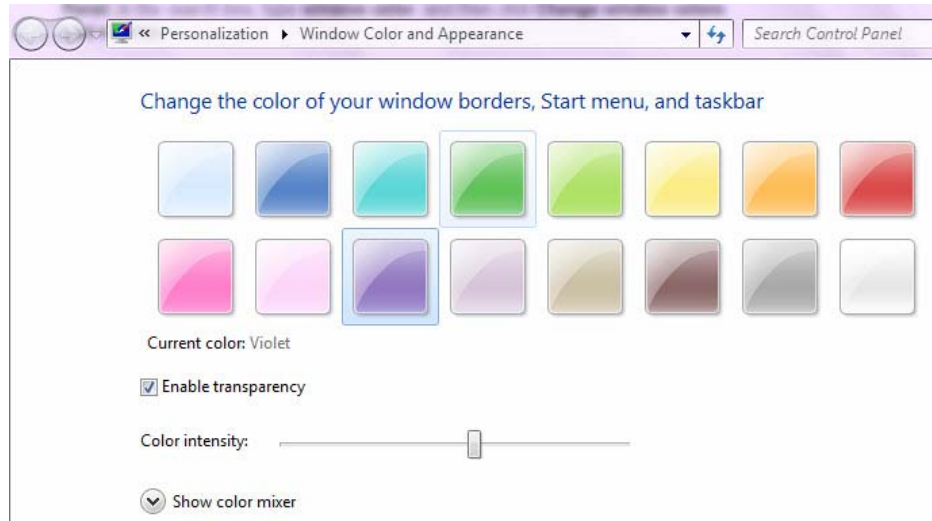 « Personalization ▸ Window Color and Appearance
Search Control Panel
Change the color of your window borders, Start menu, and taskbar
Current color: Violet
Enable transparency
Color intensity:
Show color mixer